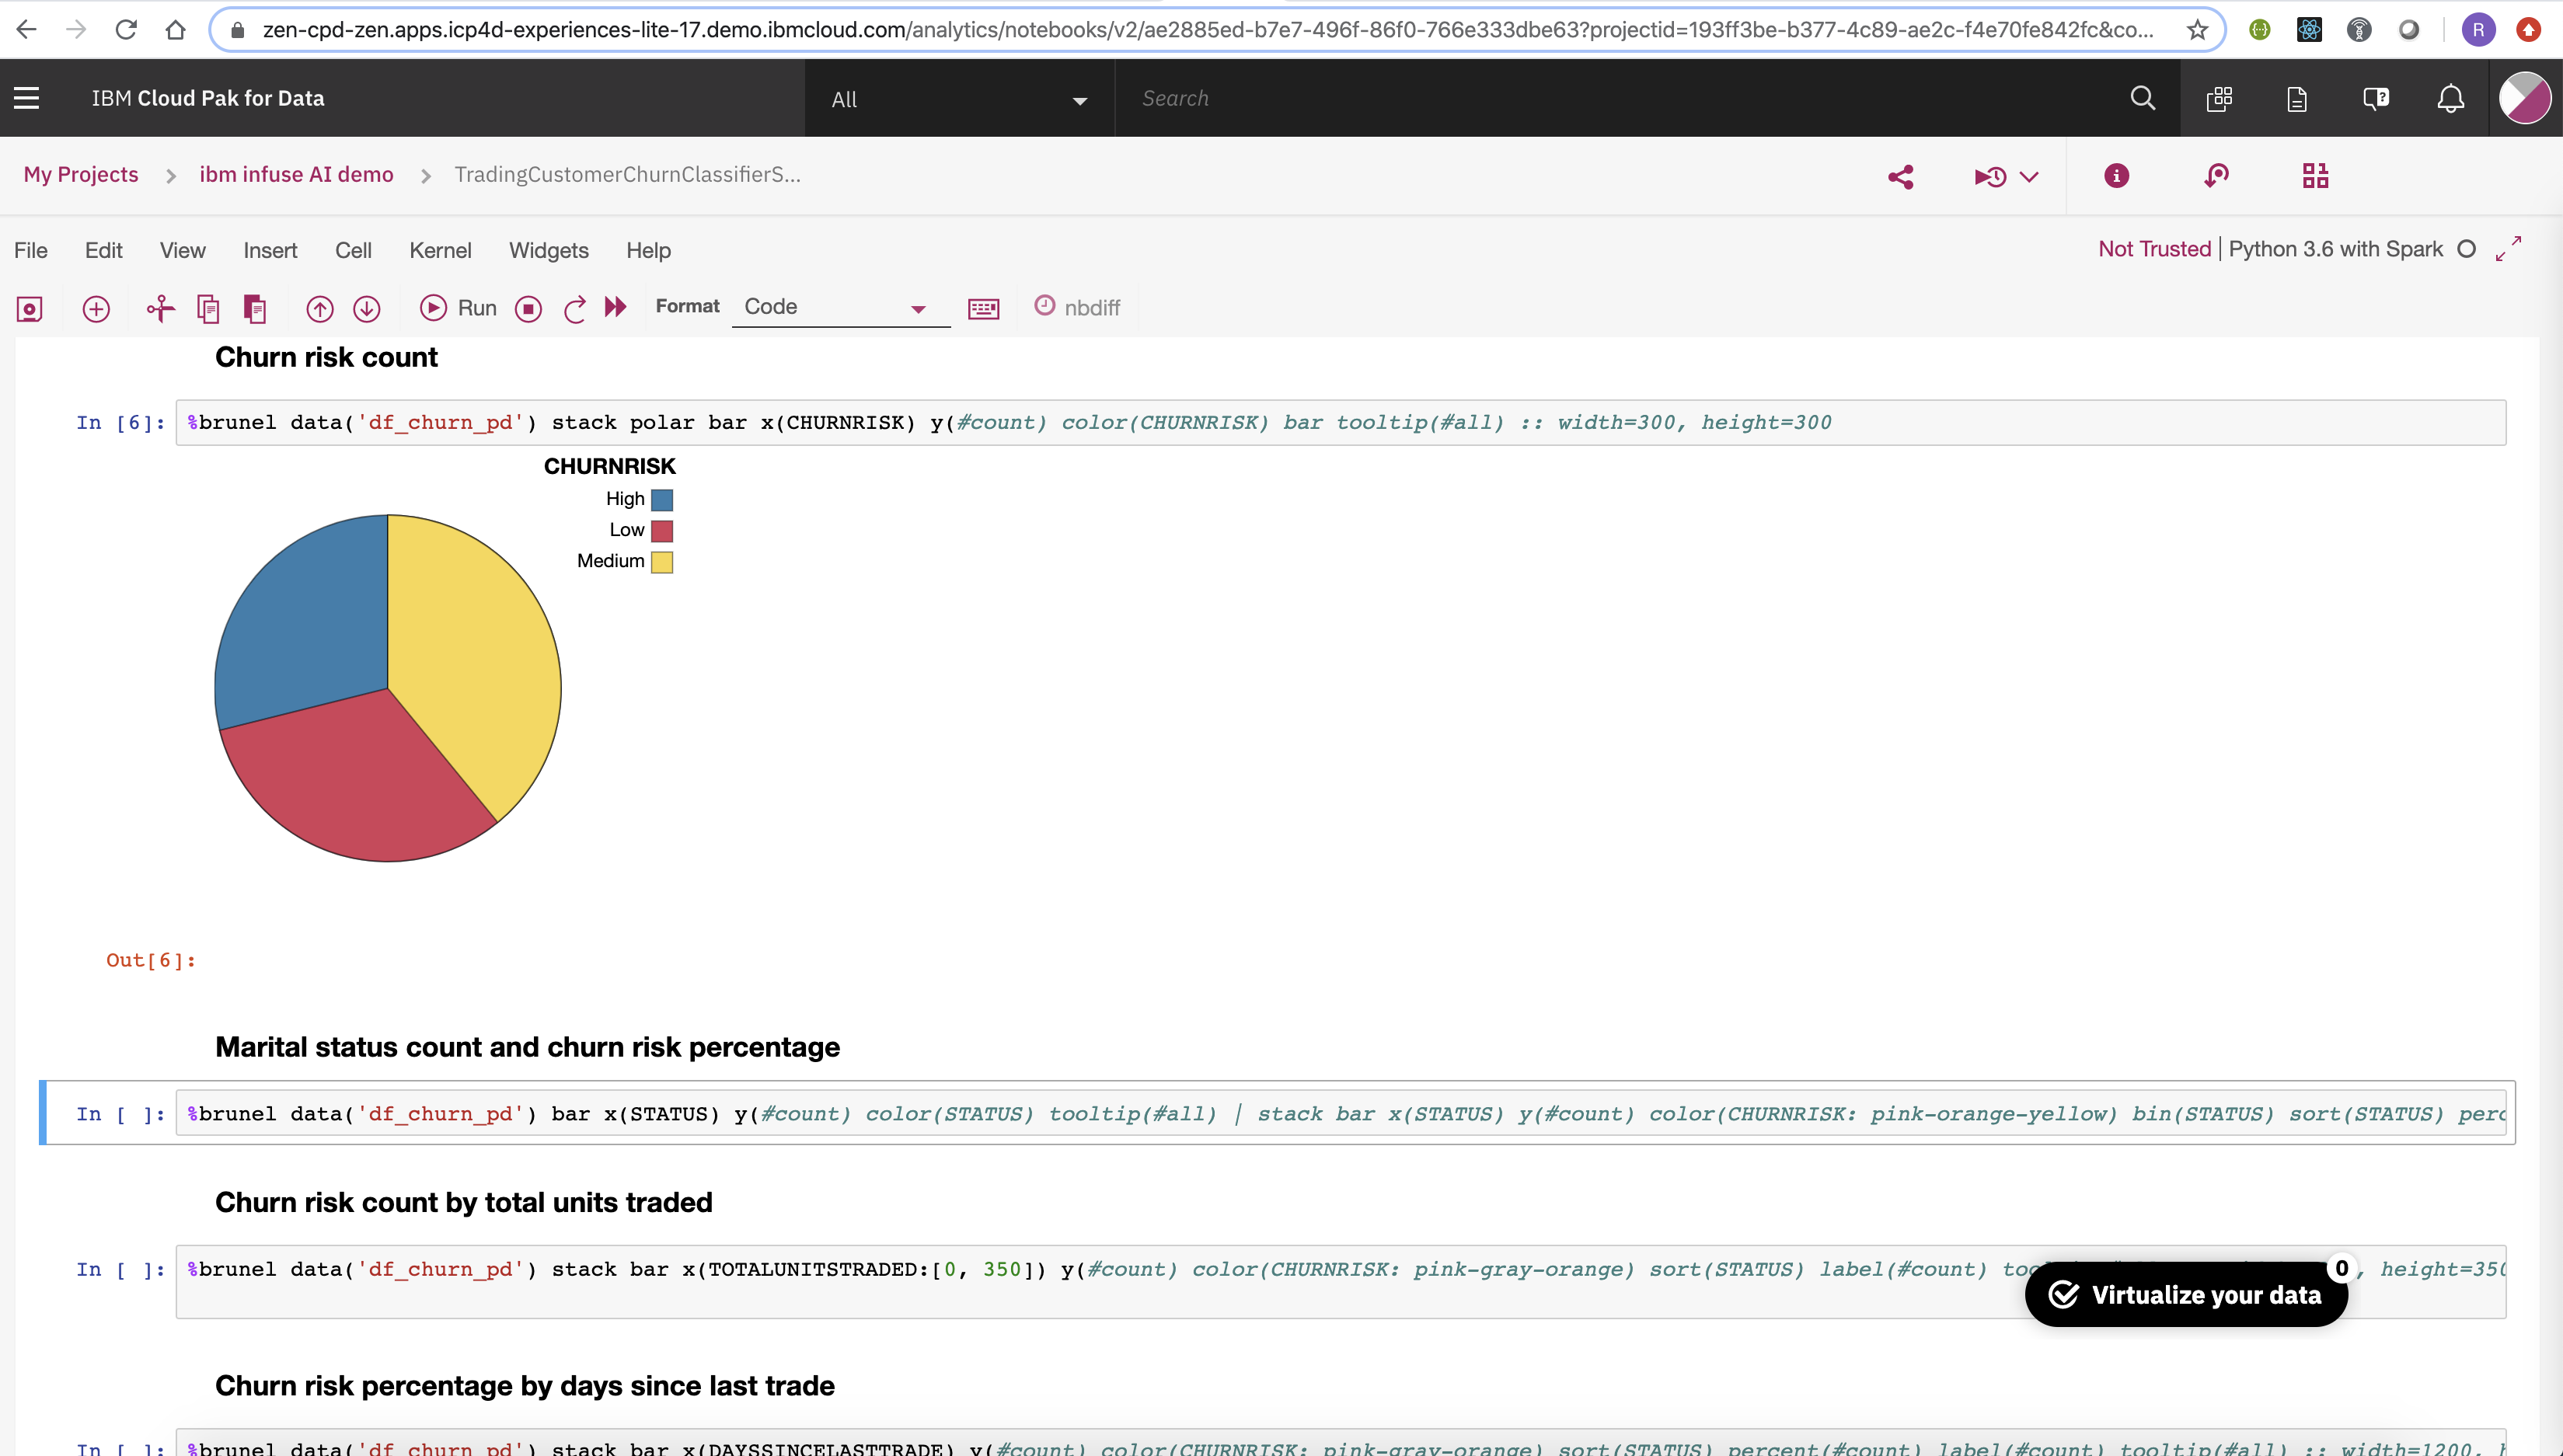 zen-cpd-zen.apps.icp4d-experiences-lite-17.demo.ibmcloud.com/analytics/notebooks/v2/ae2885ed-b7e7-496f-86f0-766e333dbe63?projectid=193ff3be-b377-4c89-ae2c-f4e70fe842fc&co...
R
IBM Cloud Pak for Data
All
Search
My Projects > ibm infuse AI demo > TradingCustomerChurnClassifierS...
File Edit View Insert Cell Kernel Widgets Help
Not Trusted | Python 3.6 with Spark
Run
Format
Code
nbdiff
Churn risk count
In [6]: %brunel data('df_churn_pd') stack polar bar x(CHURNRISK) y(#count) color(CHURNRISK) bar tooltip(#all) :: width=300, height=300
CHURNRISK
High
Low
Medium
Out[6]:
Marital status count and churn risk percentage
In [ ]: %brunel data('df_churn_pd') bar x(STATUS) y(#count) color(STATUS) tooltip(#all) | stack bar x(STATUS) y(#count) color(CHURNRISK: pink-orange-yellow) bin(STATUS) sort(STATUS) perc
Churn risk count by total units traded
In [ ]: %brunel data('df_churn_pd') stack bar x(TOTALUNITSTRADED:[0, 350]) y(#count) color(CHURNRISK: pink-gray-orange) sort(STATUS) label(#count) , height=350
0
Virtualize your data
Churn risk percentage by days since last trade
In [ ]: %brunel data('df_churn_pd') stack bar x(DAYSSINCELASTTRADE) y(#count) color(CHURNRISK: pink-gray-orange) sort(STATUS) percent(#count) label(#count) tooltip(#all) :: width=1200,